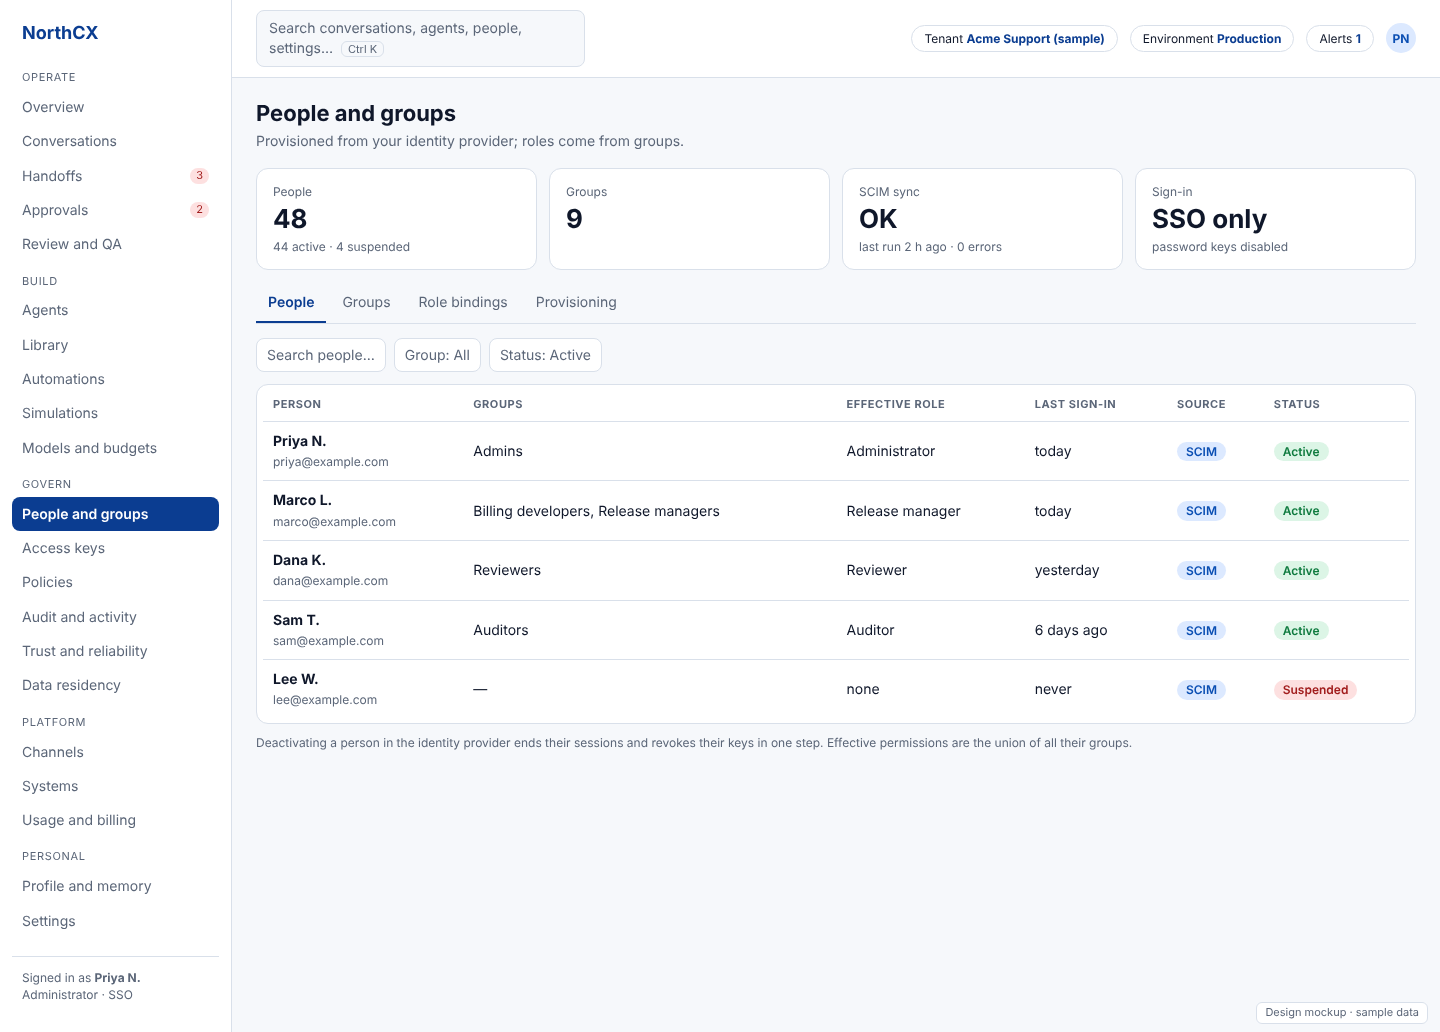 NorthCX
OPERATE
Overview
Conversations
Handoffs 3
Approvals 2
Review and QA
BUILD
Agents
Library
Automations
Simulations
Models and budgets
GOVERN
People and groups
Access keys
Policies
Audit and activity
Trust and reliability
Data residency
PLATFORM
Channels
Systems
Usage and billing
PERSONAL
Profile and memory
Settings
Signed in as Priya N.
Administrator · SSO
Search conversations, agents, people,
settings... Ctrl K
Tenant Acme Support (sample)
Environment Production
Alerts 1
PN
People and groups
Provisioned from your identity provider; roles come from groups.
People
48
44 active · 4 suspended
Groups
9
SCIM sync
OK
last run 2 h ago · 0 errors
Sign-in
SSO only
password keys disabled
People Groups Role bindings Provisioning
Search people... Group: All Status: Active
PERSON GROUPS EFFECTIVE ROLE LAST SIGN-IN SOURCE STATUS
Priya N.
priya@example.com
Admins Administrator today SCIM Active
Marco L.
marco@example.com
Billing developers, Release managers Release manager today SCIM Active
Dana K.
dana@example.com
Reviewers Reviewer yesterday SCIM Active
Sam T.
sam@example.com
Auditors Auditor 6 days ago SCIM Active
Lee W.
lee@example.com
— none never SCIM Suspended
Deactivating a person in the identity provider ends their sessions and revokes their keys in one step. Effective permissions are the union of all their groups.
Design mockup · sample data